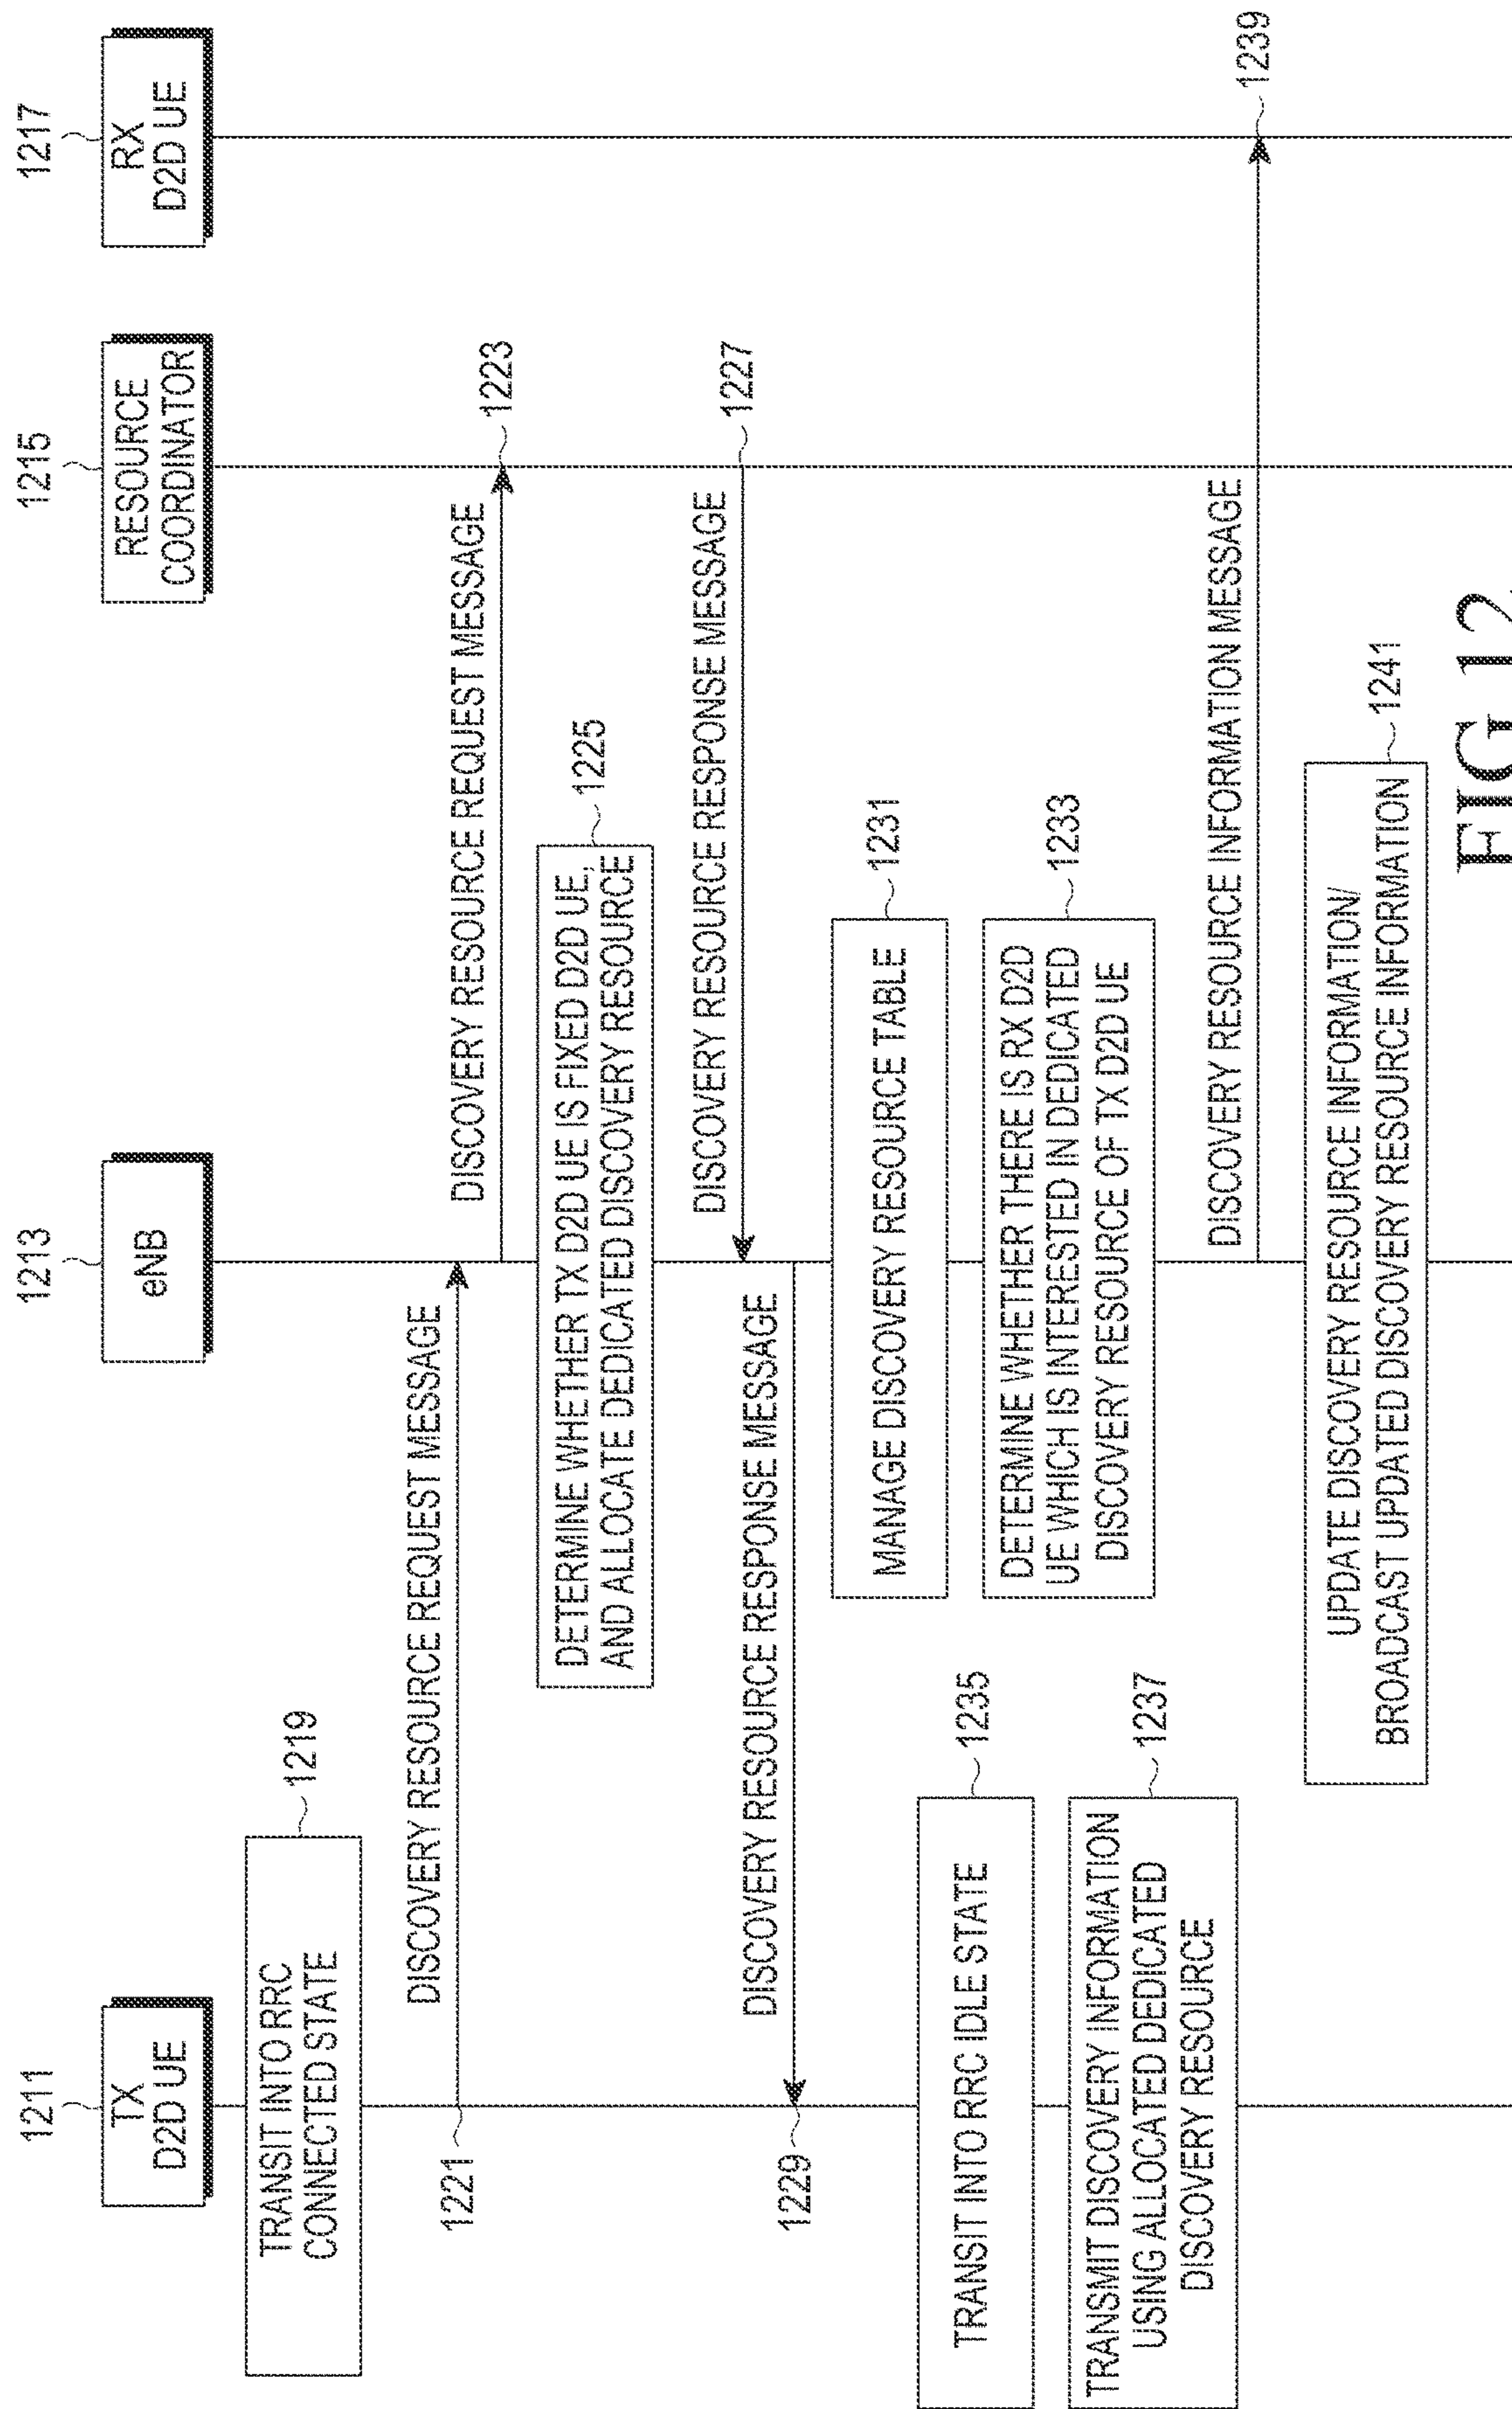 1211
TX
D2D UE
1213
eNB
1215
RESOURCE
COORDINATOR
1217
RX
D2D UE
TRANSIT INTO RRC
CONNECTED STATE
1219
DISCOVERY RESOURCE REQUEST MESSAGE
1221
DISCOVERY RESOURCE REQUEST MESSAGE
1223
DETERMINE WHETHER TX D2D UE IS FIXED D2D UE,
AND ALLOCATE DEDICATED DISCOVERY RESOURCE
1225
DISCOVERY RESOURCE RESPONSE MESSAGE
1227
DISCOVERY RESOURCE RESPONSE MESSAGE
1229
MANAGE DISCOVERY RESOURCE TABLE
1231
TRANSIT INTO RRC IDLE STATE
1235
DETERMINE WHETHER THERE IS RX D2D
UE WHICH IS INTERESTED IN DEDICATED
DISCOVERY RESOURCE OF TX D2D UE
1233
TRANSMIT DISCOVERY INFORMATION
USING ALLOCATED DEDICATED
DISCOVERY RESOURCE
1237
DISCOVERY RESOURCE INFORMATION MESSAGE
1239
UPDATE DISCOVERY RESOURCE INFORMATION/
BROADCAST UPDATED DISCOVERY RESOURCE INFORMATION
1241
FIG.12